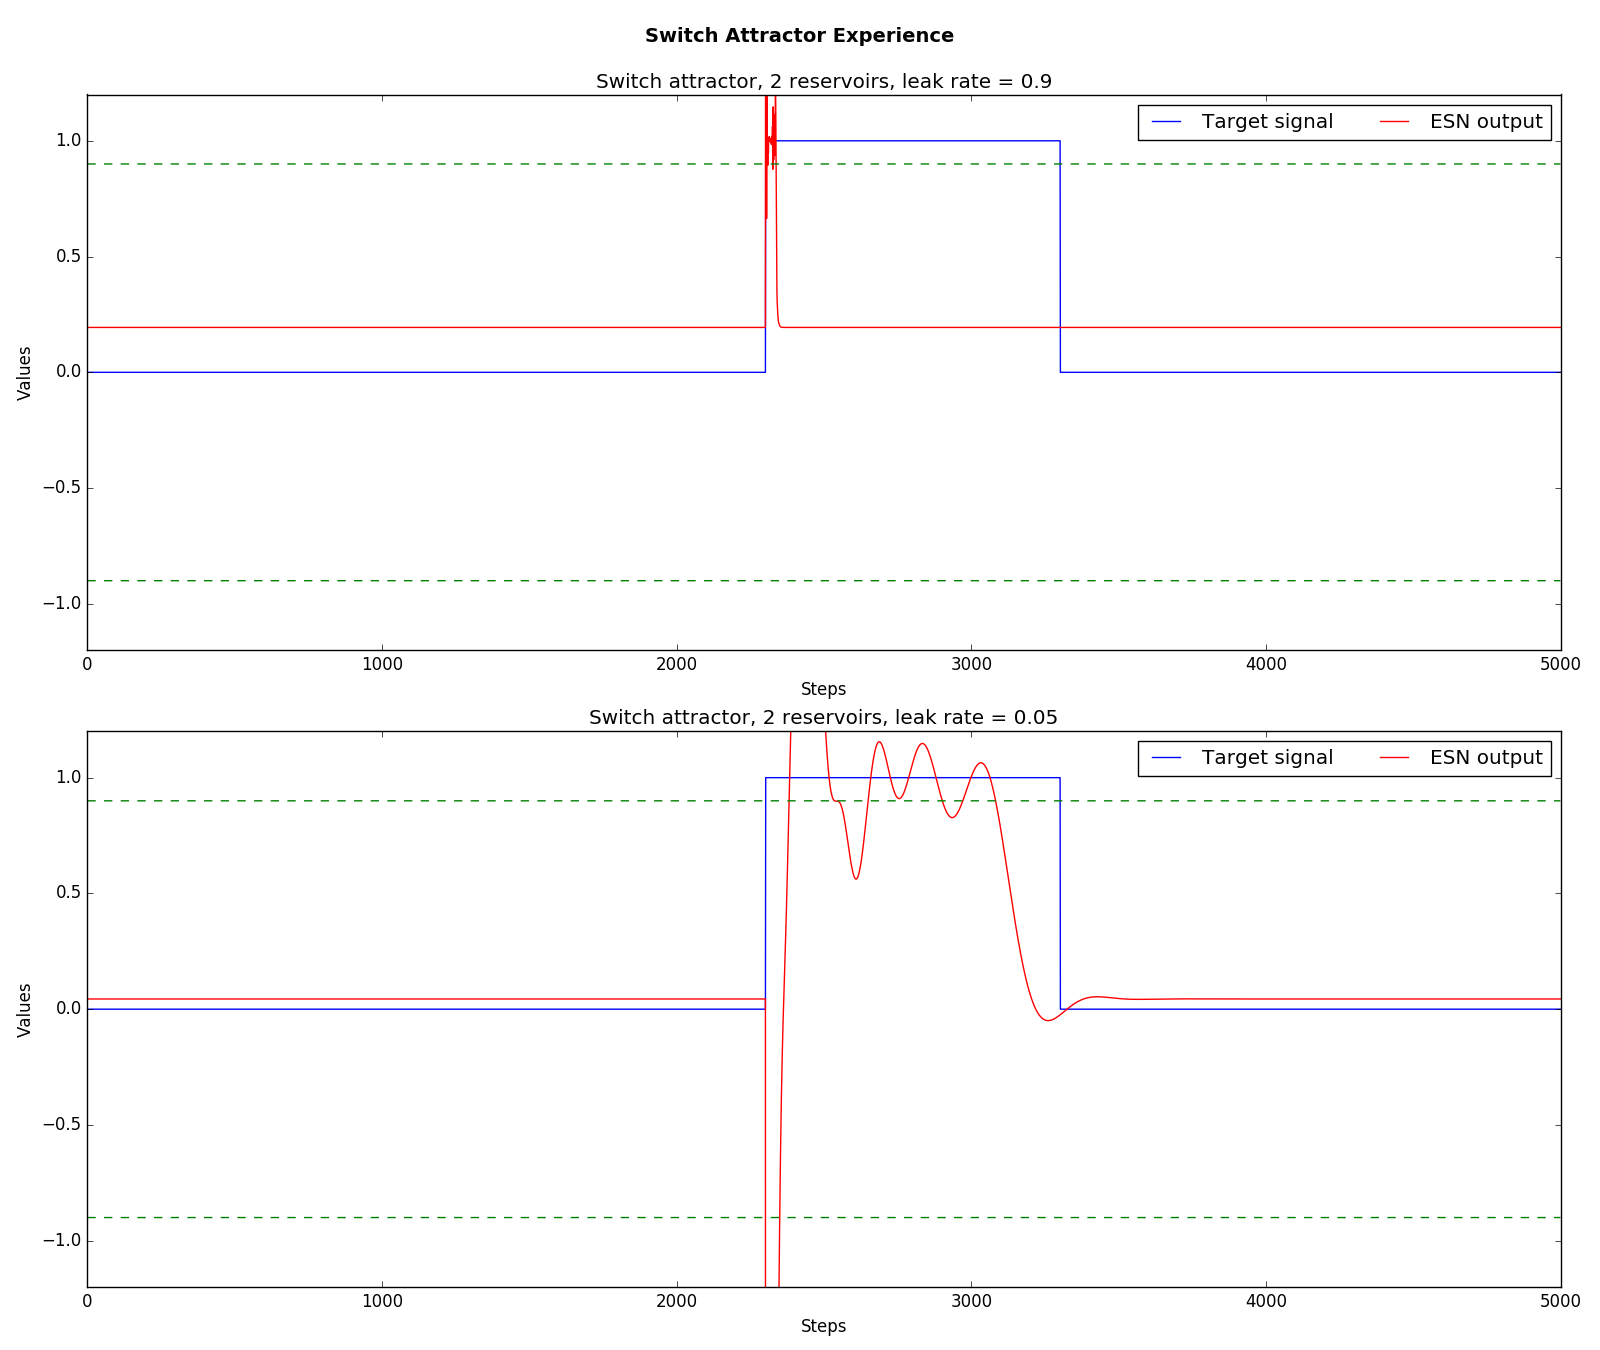 Switch Attractor Experience
Switch attractor, 2 reservoirs, leak rate = 0.9
Target signal ESN output
1.0
0.5
0.0
−0.5
−1.0
Values
0 1000 2000 3000 4000 5000
Steps
Switch attractor, 2 reservoirs, leak rate = 0.05
Target signal ESN output
1.0
0.5
0.0
−0.5
−1.0
Values
0 1000 2000 3000 4000 5000
Steps